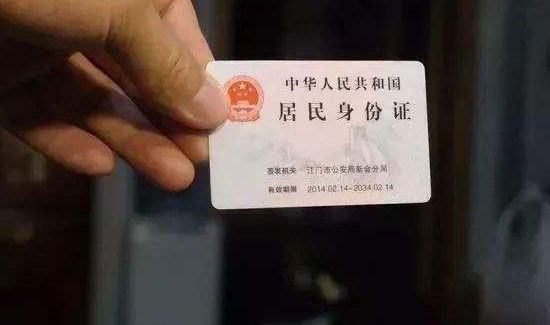 中华人民共和国
居民身份证
签发机关 江门市公安局新会分局
有效期限 2014.02.14-2034.02.14